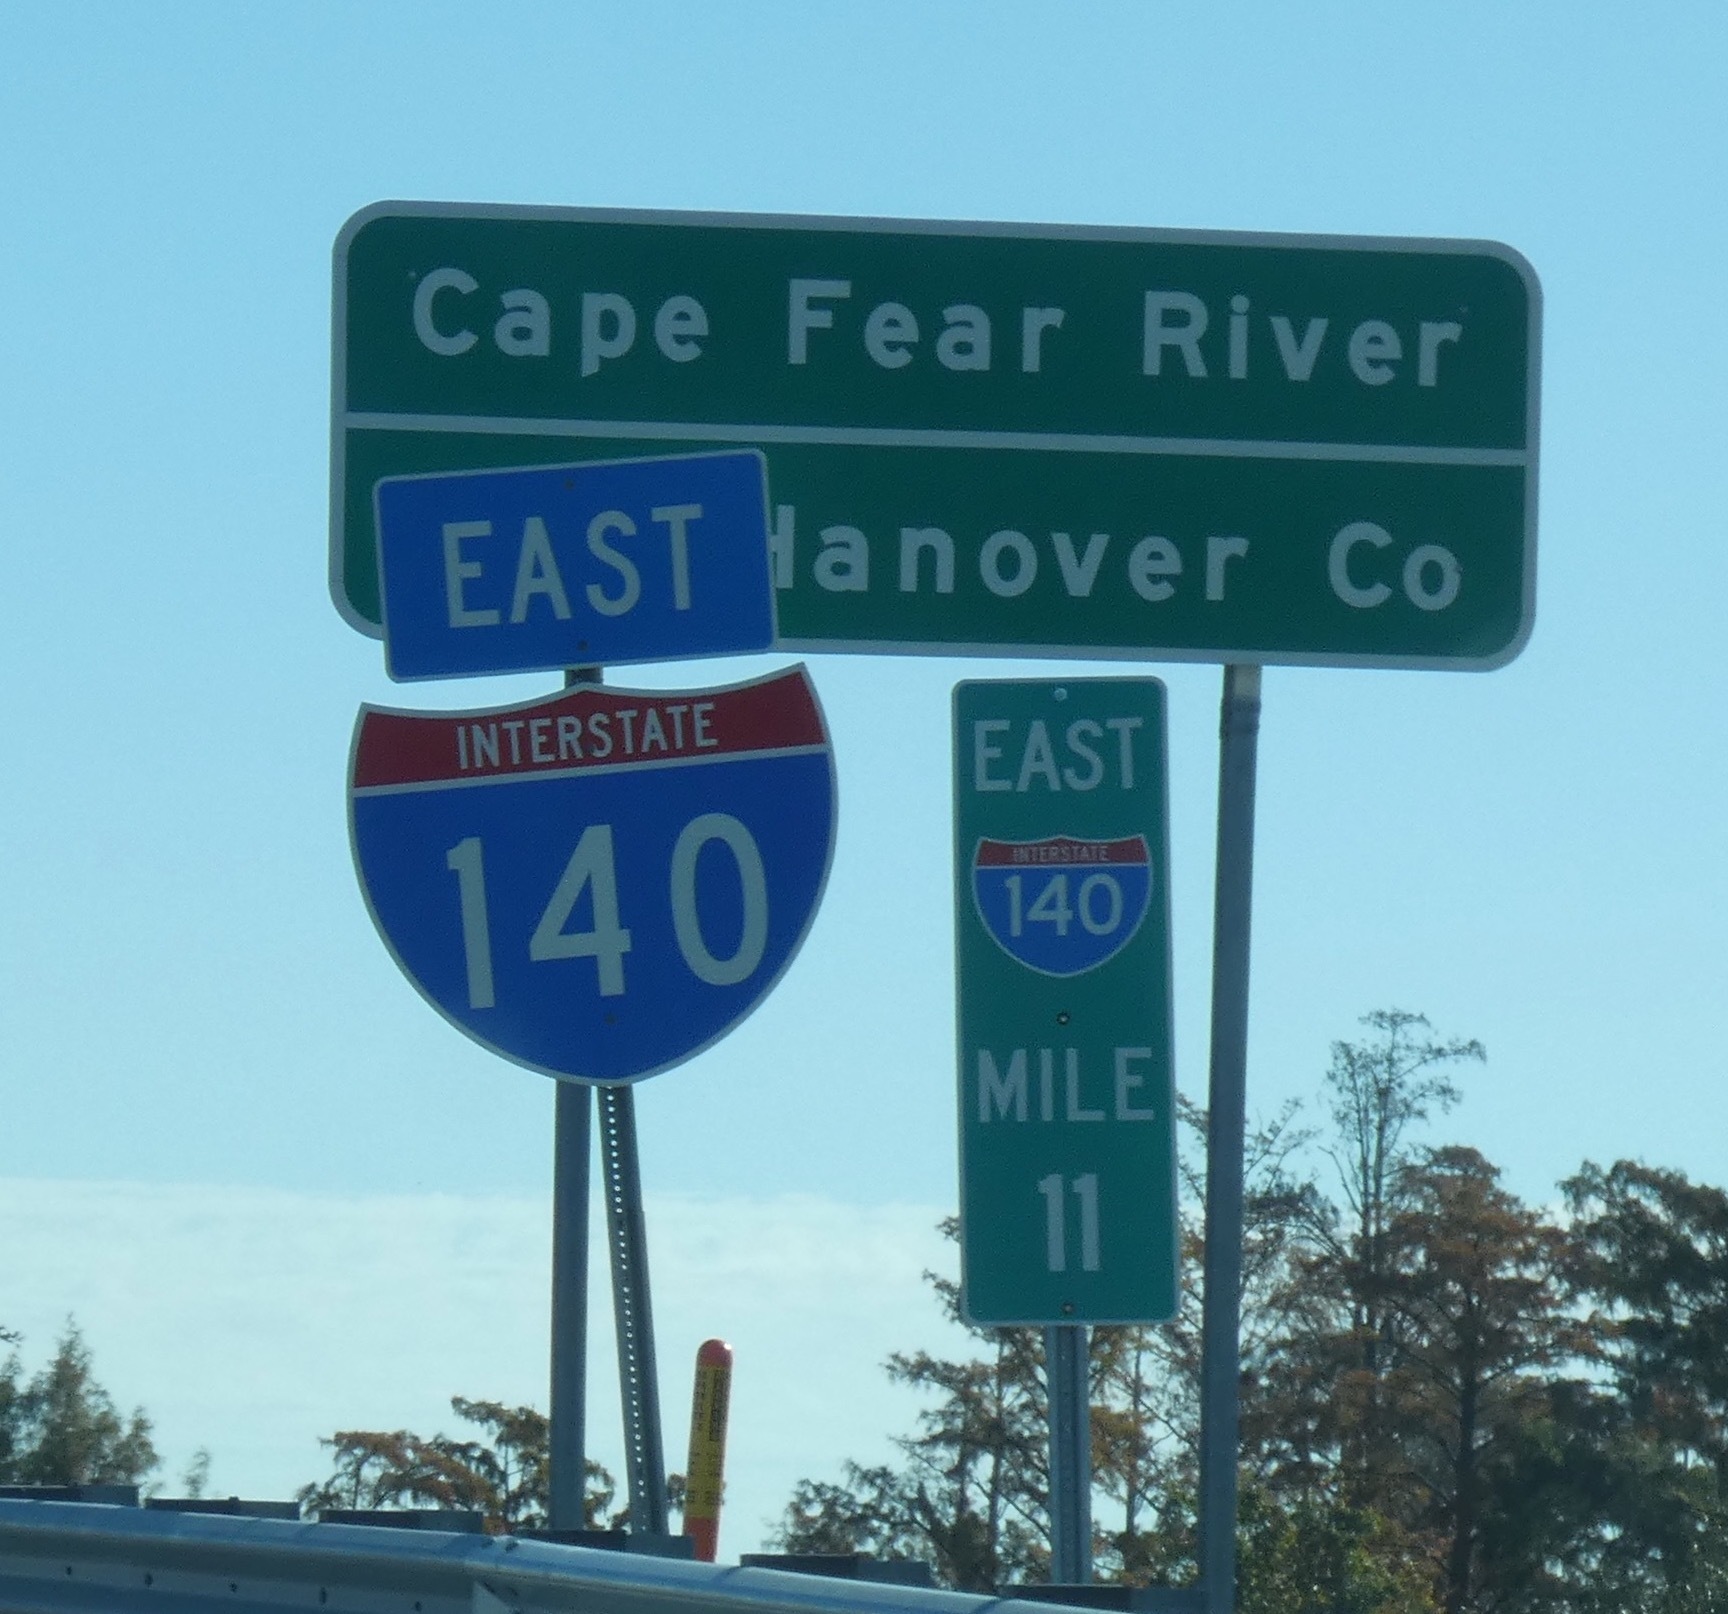 Cape Fear River
Hanover Co
EAST
INTERSTATE
140
EAST
INTERSTATE
140
MILE
11